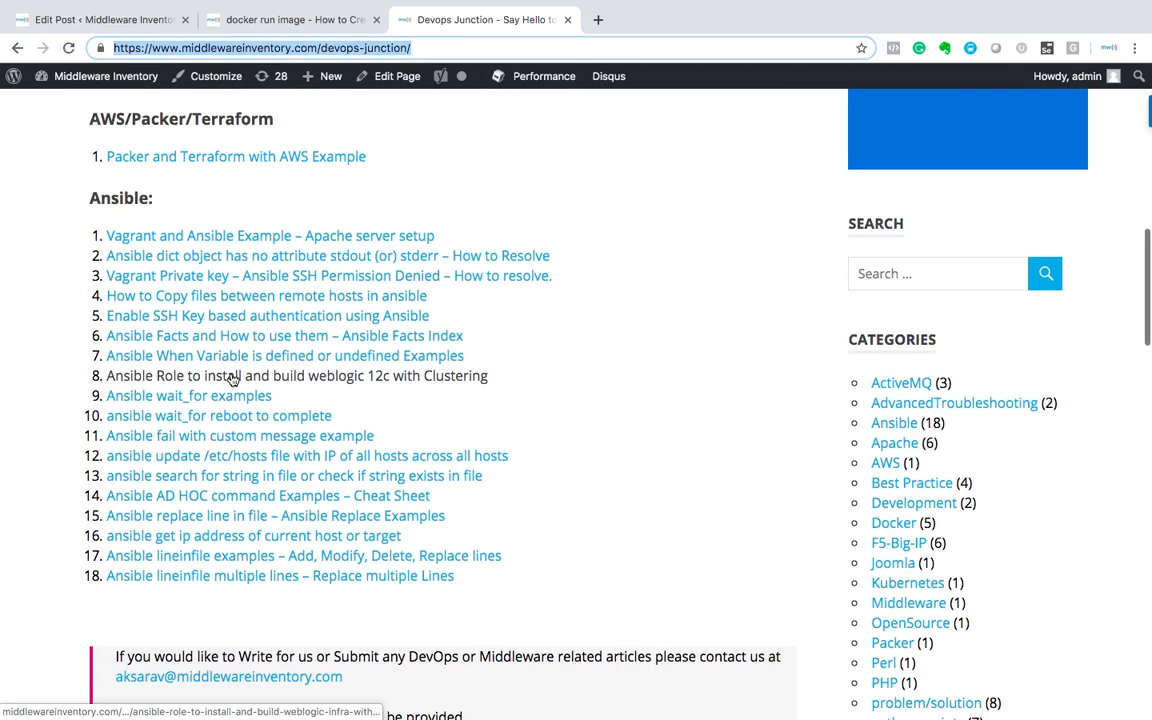 Edit Post ‹ Middleware Invento
docker run image - How to Cre
Devops Junction - Say Hello to
https://www.middlewareinventory.com/devops-junction/
Middleware Inventory
Customize
28
New
Edit Page
Performance
Disqus
Howdy, admin
AWS/Packer/Terraform
1. Packer and Terraform with AWS Example
Ansible:
1. Vagrant and Ansible Example – Apache server setup
2. Ansible dict object has no attribute stdout (or) stderr – How to Resolve
3. Vagrant Private key – Ansible SSH Permission Denied – How to resolve.
4. How to Copy files between remote hosts in ansible
5. Enable SSH Key based authentication using Ansible
6. Ansible Facts and How to use them – Ansible Facts Index
7. Ansible When Variable is defined or undefined Examples
8. Ansible Role to install and build weblogic 12c with Clustering
9. Ansible wait_for examples
10. ansible wait_for reboot to complete
11. Ansible fail with custom message example
12. ansible update /etc/hosts file with IP of all hosts across all hosts
13. ansible search for string in file or check if string exists in file
14. Ansible AD HOC command Examples – Cheat Sheet
15. Ansible replace line in file – Ansible Replace Examples
16. ansible get ip address of current host or target
17. Ansible lineinfile examples – Add, Modify, Delete, Replace lines
18. Ansible lineinfile multiple lines – Replace multiple Lines
If you would like to Write for us or Submit any DevOps or Middleware related articles please contact us at
aksarav@middlewareinventory.com
be provided
middlewareinventory.com/.../ansible-role-to-install-and-build-weblogic-infra-with...
SEARCH
Search ...
CATEGORIES
ActiveMQ (3)
AdvancedTroubleshooting (2)
Ansible (18)
Apache (6)
AWS (1)
Best Practice (4)
Development (2)
Docker (5)
F5-Big-IP (6)
Joomla (1)
Kubernetes (1)
Middleware (1)
OpenSource (1)
Packer (1)
Perl (1)
PHP (1)
problem/solution (8)